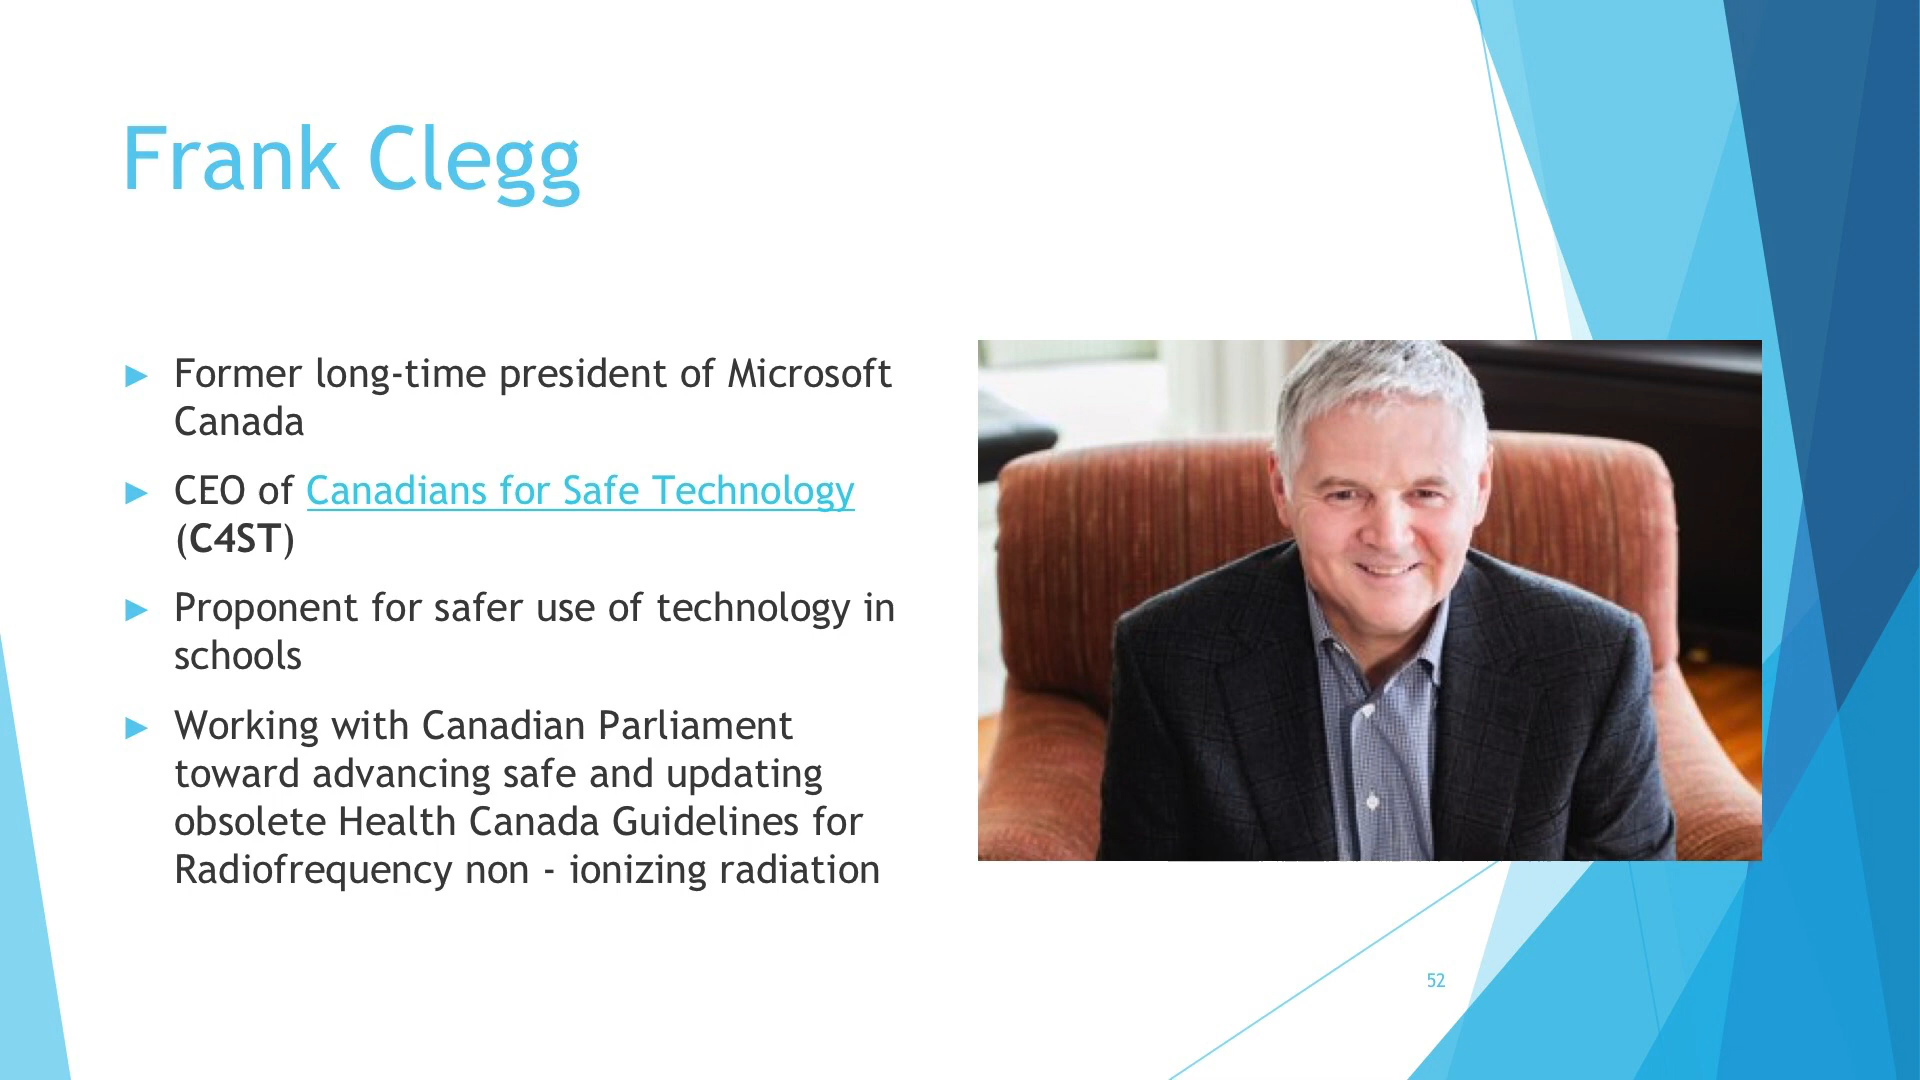 Frank Clegg
► Former long-time president of Microsoft
Canada
► CEO of Canadians for Safe Technology
(C4ST)
► Proponent for safer use of technology in
schools
► Working with Canadian Parliament
toward advancing safe and updating
obsolete Health Canada Guidelines for
Radiofrequency non - ionizing radiation
52